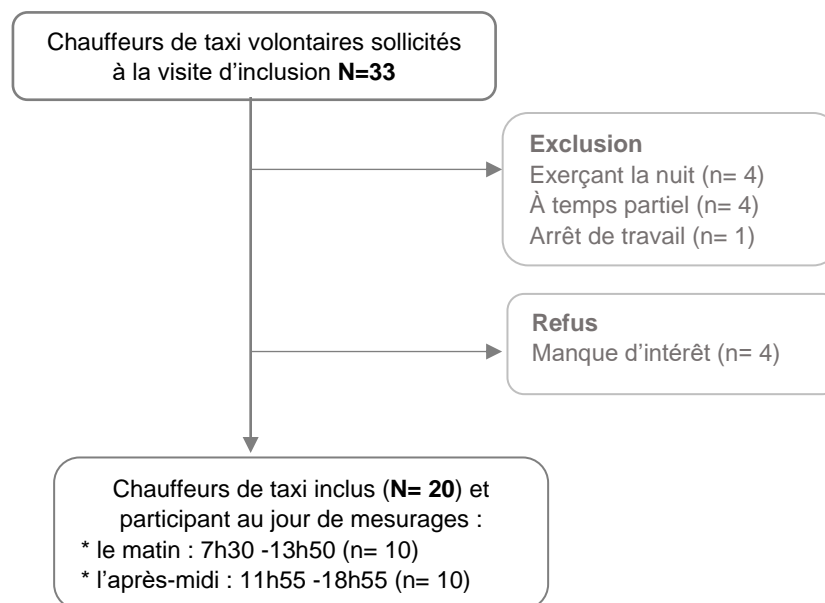 Chauffeurs de taxi volontaires sollicités
à la visite d’inclusion N=33
Exclusion
Exerçant la nuit (n= 4)
À temps partiel (n= 4)
Arrêt de travail (n= 1)
Refus
Manque d’intérêt (n= 4)
Chauffeurs de taxi inclus (N= 20) et
participant au jour de mesurages :
* le matin : 7h30 -13h50 (n= 10)
* l’après-midi : 11h55 -18h55 (n= 10)